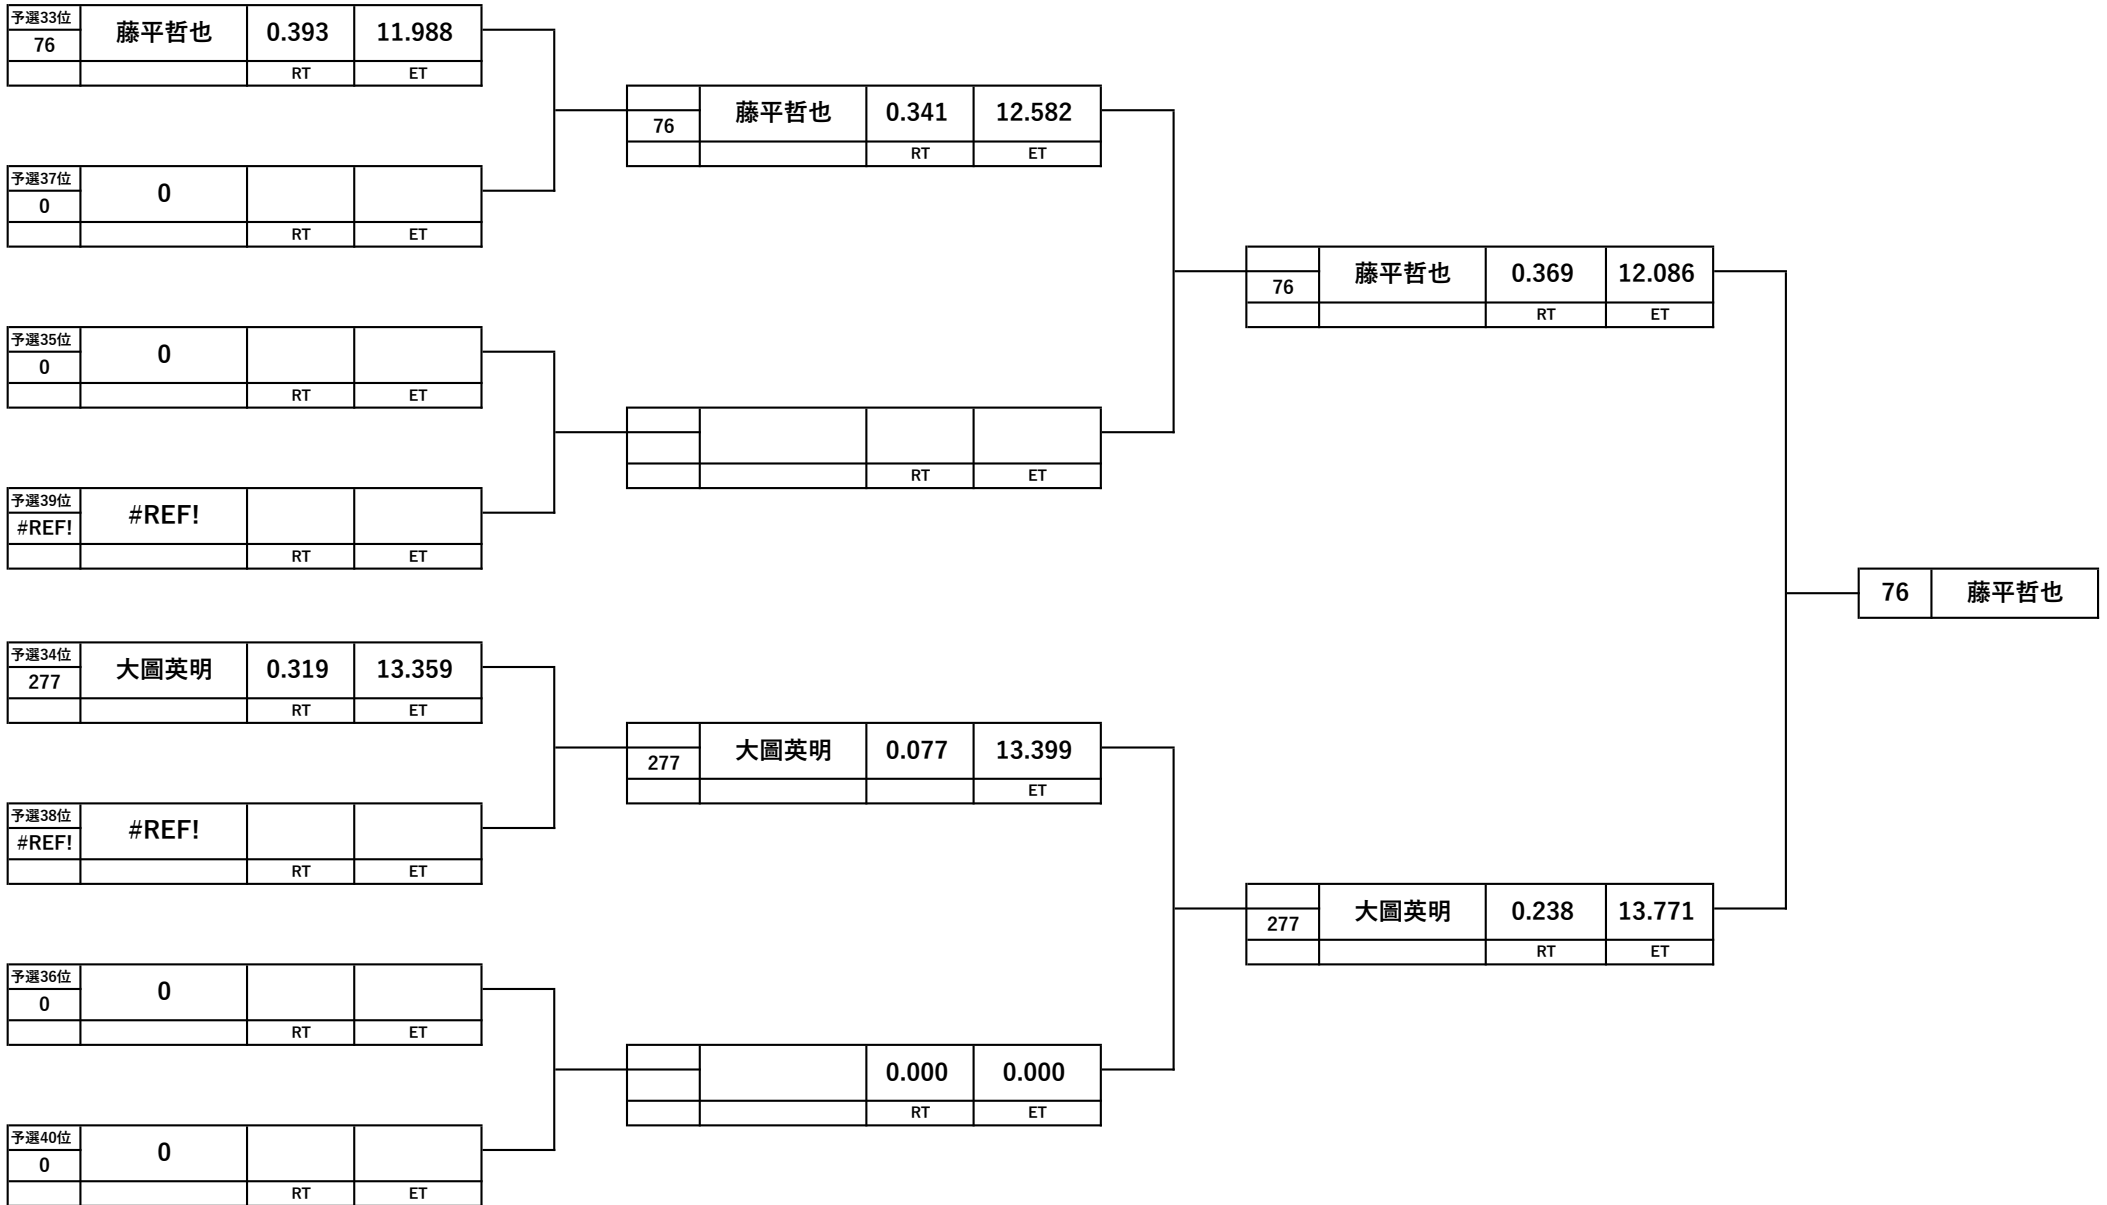 予選33位
76
藤平哲也
0.393
11.988
RT
ET
予選37位
0
0
RT
ET
予選35位
0
0
RT
ET
予選39位
#REF!
#REF!
RT
ET
予選34位
277
大圖英明
0.319
13.359
RT
ET
予選38位
#REF!
#REF!
RT
ET
予選36位
0
0
RT
ET
予選40位
0
0
RT
ET
76
藤平哲也
0.341
12.582
RT
ET
RT
ET
277
大圖英明
0.077
13.399
ET
0.000
0.000
RT
ET
76
藤平哲也
0.369
12.086
RT
ET
277
大圖英明
0.238
13.771
RT
ET
76
藤平哲也